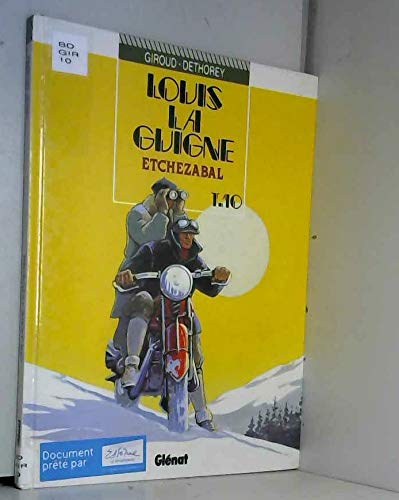 BD
GIR
10
GIROUD - DETHOREY
LOUIS
LA
GUIGNE
ETCHEZABAL
T.10
Document
prêté par
Glénat